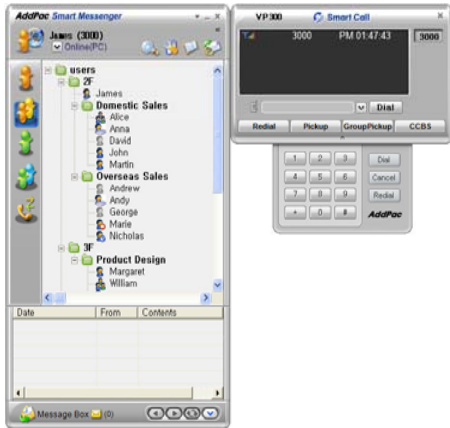 AddPac Smart Messenger
James (3000)
Online(PC)
users
2F
James
Domestic Sales
Alice
Anna
David
John
Martin
Overseas Sales
Andrew
Andy
George
Marie
Nicholas
3F
Product Design
Margaret
William
Date From Contents
Message Box (0)
VP300 Smart Call
3000 PM 01:47:43 3000
Dial
Redial Pickup GroupPickup CCBS
1 2 3 Dial
4 5 6 Cancel
7 8 9 Redial
* 0 # AddPac